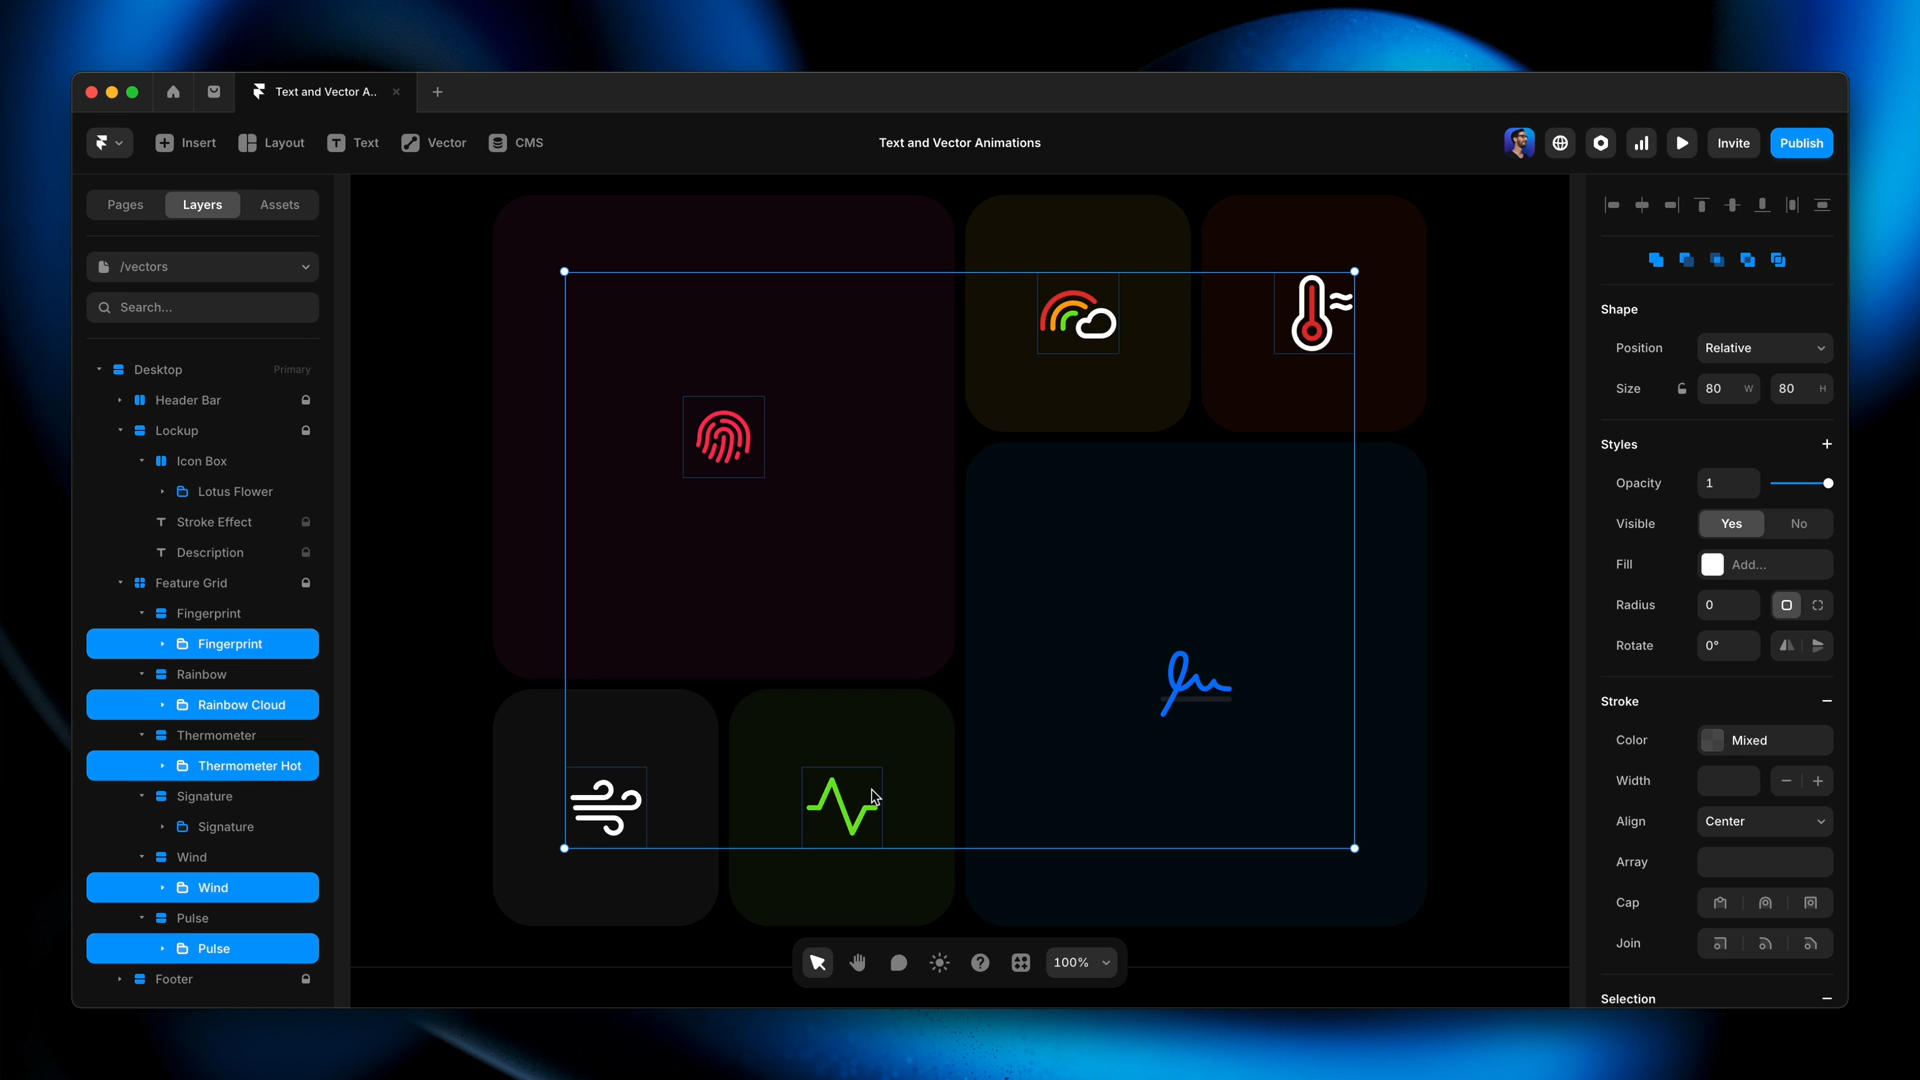 Text and Vector A..
Insert
Layout
Text
Vector
CMS
Text and Vector Animations
Invite
Publish
Pages
Layers
Assets
/vectors
Search...
Desktop
Primary
Header Bar
Lockup
Icon Box
Lotus Flower
Stroke Effect
Description
Feature Grid
Fingerprint
Fingerprint
Rainbow
Rainbow Cloud
Thermometer
Thermometer Hot
Signature
Signature
Wind
Wind
Pulse
Pulse
Footer
100%
Shape
Position
Relative
Size
80 W
80 H
Styles
Opacity
1
Visible
Yes
No
Fill
Add...
Radius
0
Rotate
0°
Stroke
Color
Mixed
Width
Align
Center
Array
Cap
Join
Selection